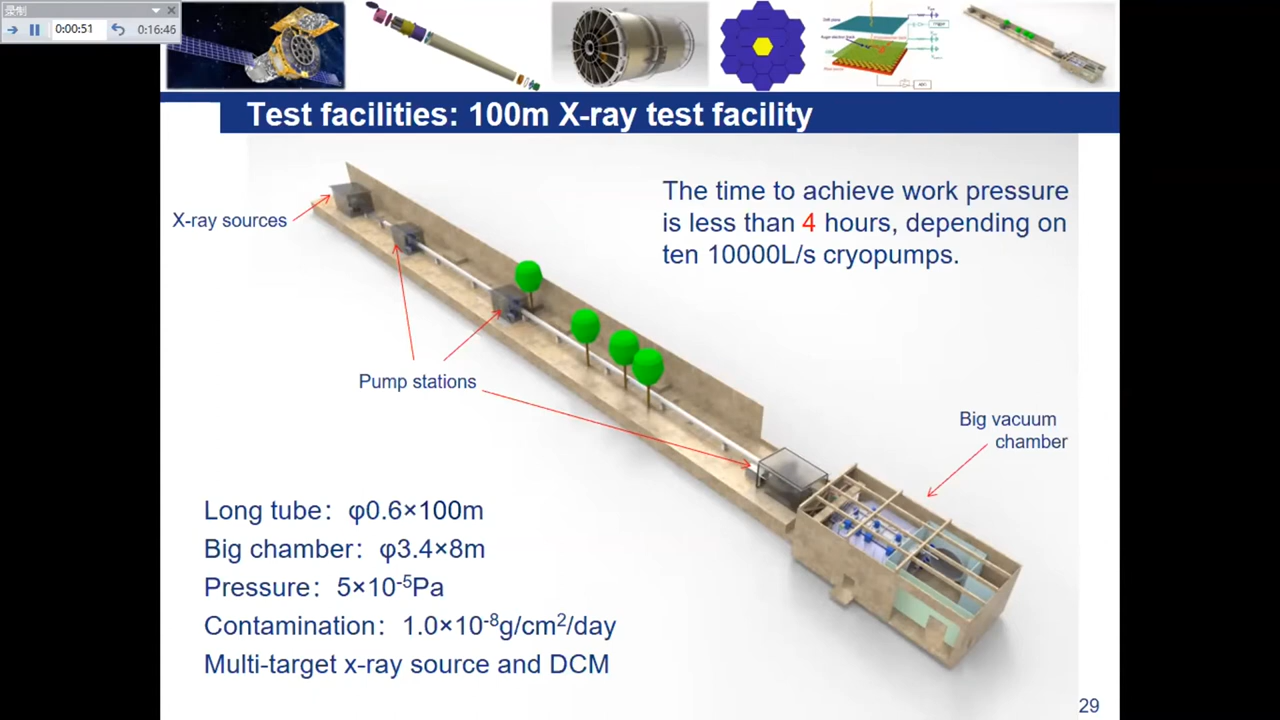 录制
0:00:51
0:16:46
Test facilities: 100m X-ray test facility
The time to achieve work pressure
is less than 4 hours, depending on
ten 10000L/s cryopumps.
X-ray sources
Pump stations
Big vacuum
chamber
Long tube： φ0.6×100m
Big chamber： φ3.4×8m
Pressure： 5×10⁻⁵Pa
Contamination： 1.0×10⁻⁸g/cm²/day
Multi-target x-ray source and DCM
29